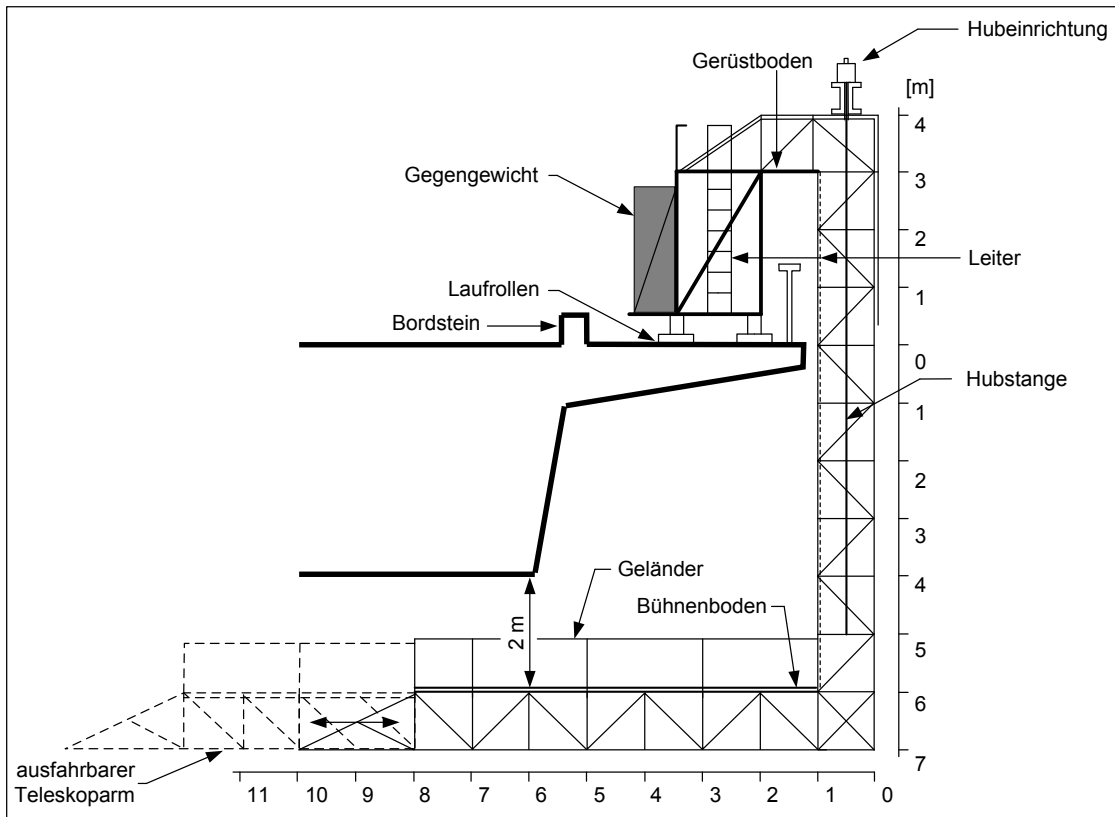 Hubeinrichtung
Gerüstboden
[m]
4
Gegengewicht
3
2
Leiter
Laufrollen
1
Bordstein
0
Hubstange
1
2
3
4
Geländer
Bühnenboden
2 m
5
6
ausfahrbarer
Teleskoparm
7
11 10 9 8 7 6 5 4 3 2 1 0